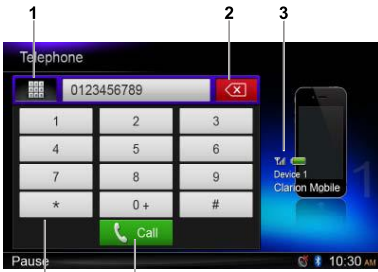 1 2 3
Telephone
0123456789
1 2 3
4 5 6
7 8 9
* 0 + #
Call
Device 1
Clarion Mobile
1
Pause
10:30 AM